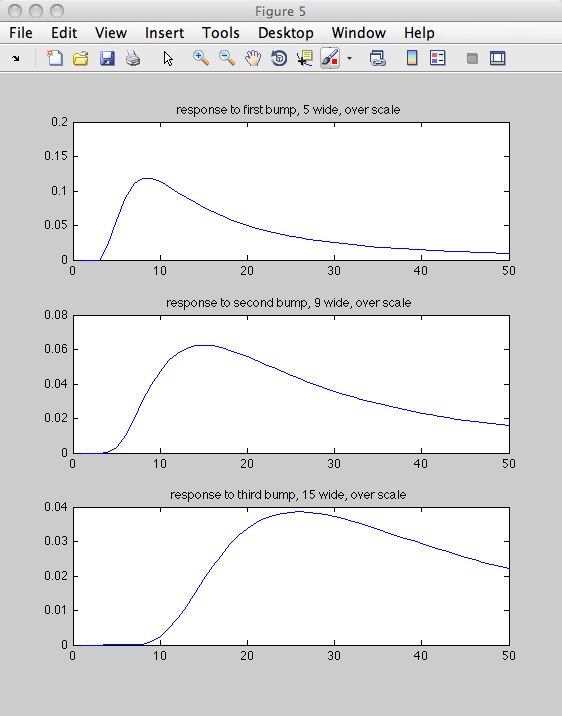 Figure 5
File Edit View Insert Tools Desktop Window Help
response to first bump, 5 wide, over scale
0.2
0.15
0.1
0.05
0
0 10 20 30 40 50
response to second bump, 9 wide, over scale
0.08
0.06
0.04
0.02
0
0 10 20 30 40 50
response to third bump, 15 wide, over scale
0.04
0.03
0.02
0.01
0
0 10 20 30 40 50